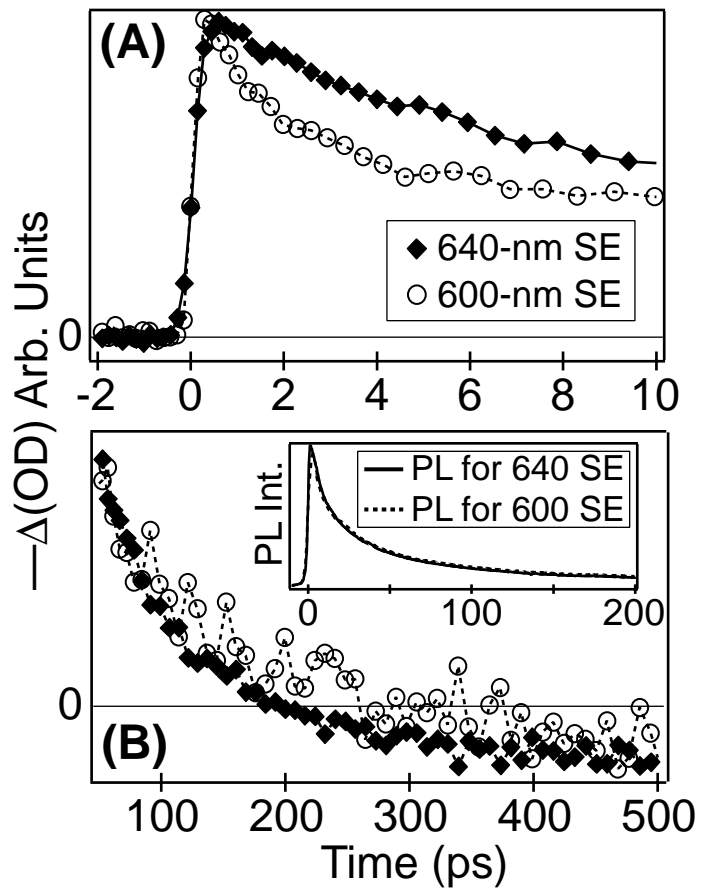 (A)
640-nm SE
600-nm SE
0
-2 0 2 4 6 8 10
—Δ(OD) Arb. Units
PL Int.
PL for 640 SE
PL for 600 SE
0 100 200
0
(B)
100 200 300 400 500
Time (ps)